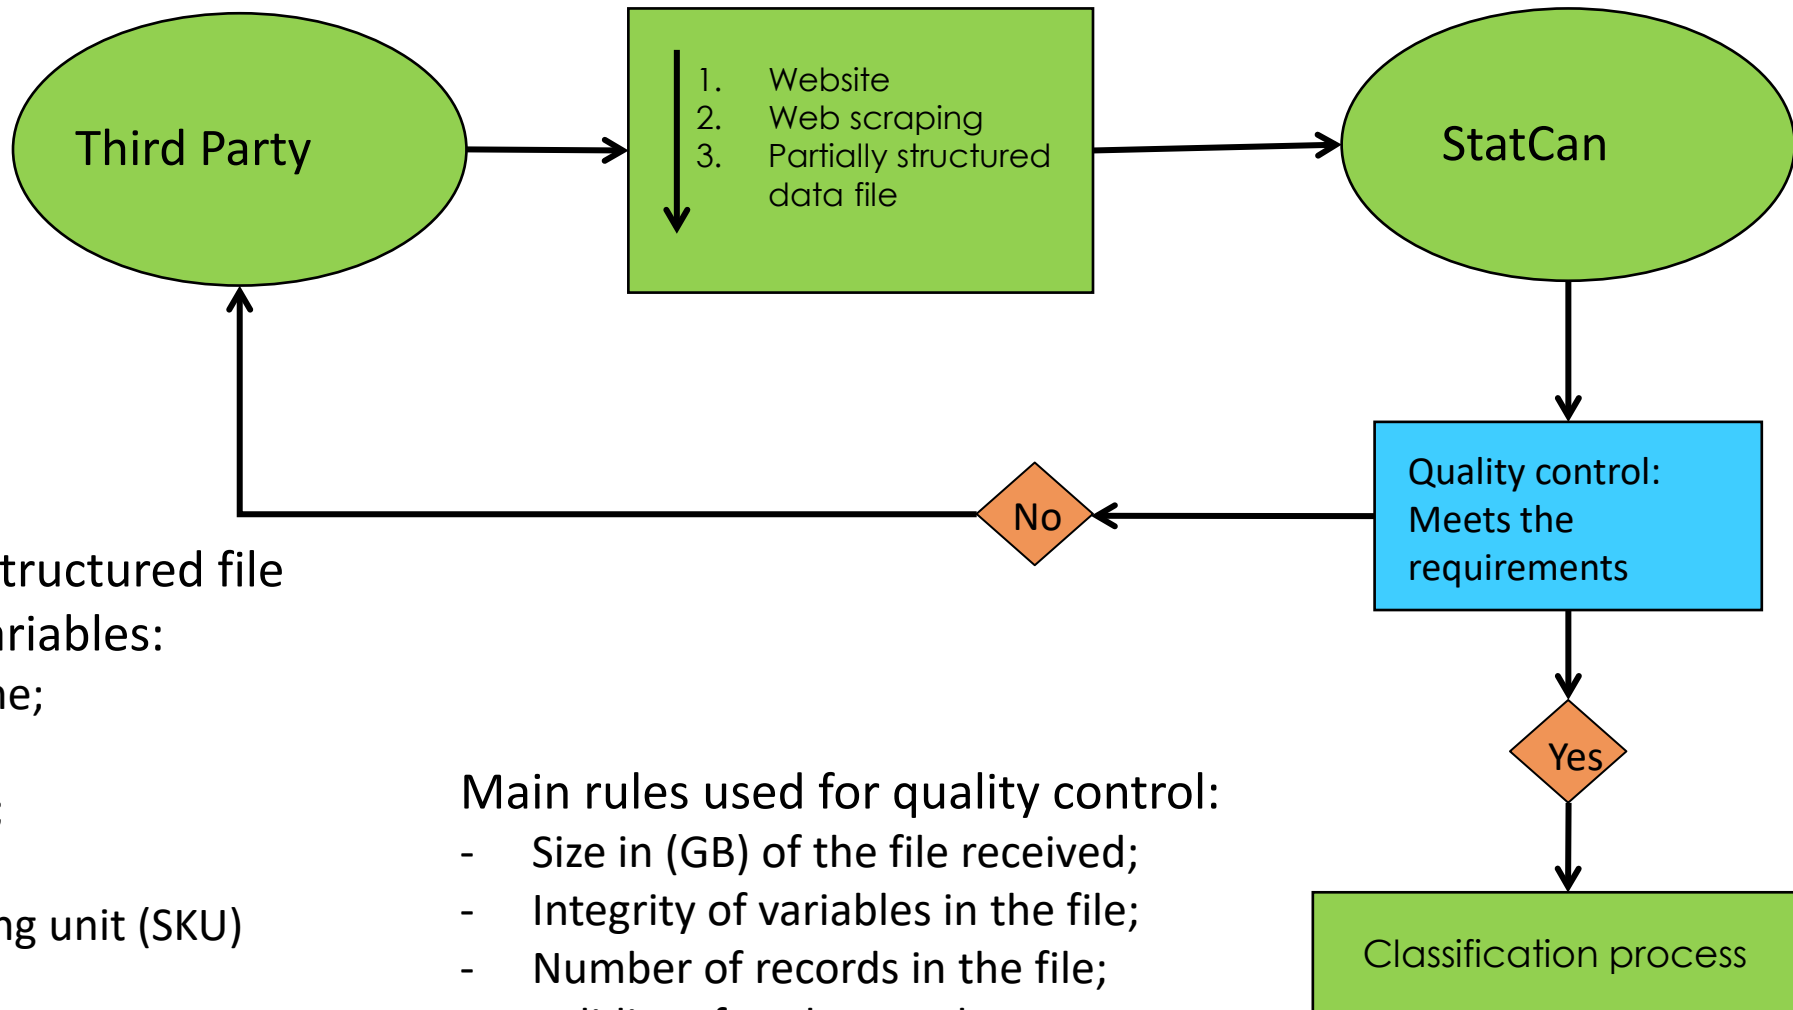 Third Party
1. Website
2. Web scraping
3. Partially structured
data file
StatCan
Quality control:
Meets the
requirements
No
Yes
Classification process
tructured file
ariables:
ne;
;
ng unit (SKU)
Main rules used for quality control:
- Size in (GB) of the file received;
- Integrity of variables in the file;
- Number of records in the file;